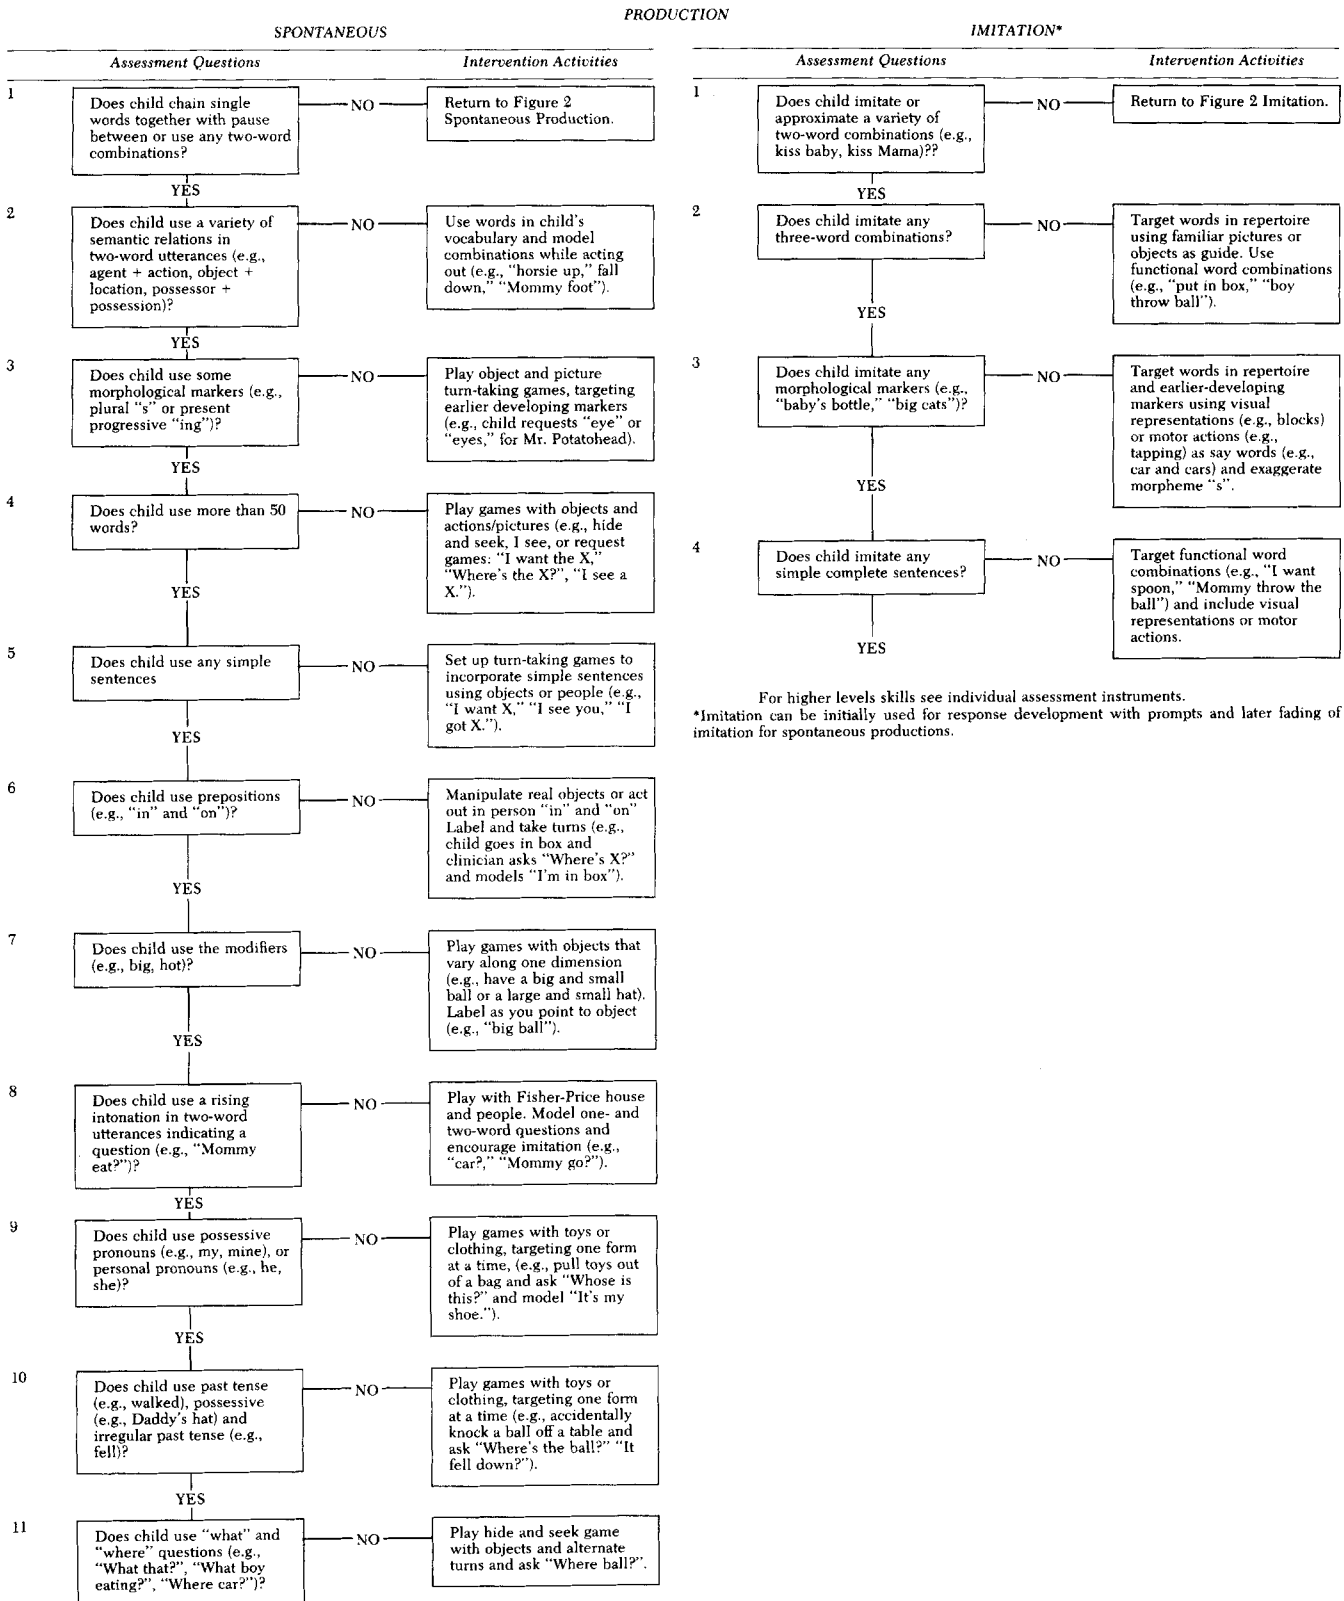 PRODUCTION
SPONTANEOUS
Assessment Questions
Intervention Activities
1
Does child chain single
words together with pause
between or use any two-word
combinations?
NO
Return to Figure 2
Spontaneous Production.
YES
2
Does child use a variety of
semantic relations in
two-word utterances (e.g.,
agent + action, object +
location, possessor +
possession)?
NO
Use words in child's
vocabulary and model
combinations while acting
out (e.g., "horsie up," fall
down," "Mommy foot").
YES
3
Does child use some
morphological markers (e.g.,
plural "s" or present
progressive "ing")?
NO
Play object and picture
turn-taking games, targeting
earlier developing markers
(e.g., child requests "eye" or
"eyes," for Mr. Potatohead).
YES
4
Does child use more than 50
words?
NO
Play games with objects and
actions/pictures (e.g., hide
and seek, I see, or request
games: "I want the X,"
"Where's the X?", "I see a
X.").
YES
5
Does child use any simple
sentences
NO
Set up turn-taking games to
incorporate simple sentences
using objects or people (e.g.,
"I want X," "I see you," "I
got X.").
YES
6
Does child use prepositions
(e.g., "in" and "on")?
NO
Manipulate real objects or act
out in person "in" and "on"
Label and take turns (e.g.,
child goes in box and
clinician asks "Where's X?"
and models "I'm in box").
YES
7
Does child use the modifiers
(e.g., big, hot)?
NO
Play games with objects that
vary along one dimension
(e.g., have a big and small
ball or a large and small hat).
Label as you point to object
(e.g., "big ball").
YES
8
Does child use a rising
intonation in two-word
utterances indicating a
question (e.g., "Mommy
eat?")?
NO
Play with Fisher-Price house
and people. Model one- and
two-word questions and
encourage imitation (e.g.,
"car?," "Mommy go?").
YES
9
Does child use possessive
pronouns (e.g., my, mine), or
personal pronouns (e.g., he,
she)?
NO
Play games with toys or
clothing, targeting one form
at a time, (e.g., pull toys out
of a bag and ask "Whose is
this?" and model "It's my
shoe.").
YES
10
Does child use past tense
(e.g., walked), possessive
(e.g., Daddy's hat) and
irregular past tense (e.g.,
fell)?
NO
Play games with toys or
clothing, targeting one form
at a time (e.g., accidentally
knock a ball off a table and
ask "Where's the ball?" "It
fell down?").
YES
11
Does child use "what" and
"where" questions (e.g.,
"What that?", "What boy
eating?", "Where car?")?
NO
Play hide and seek game
with objects and alternate
turns and ask "Where ball?".
IMITATION*
Assessment Questions
Intervention Activities
1
Does child imitate or
approximate a variety of
two-word combinations (e.g.,
kiss baby, kiss Mama)??
NO
Return to Figure 2 Imitation.
YES
2
Does child imitate any
three-word combinations?
NO
Target words in repertoire
using familiar pictures or
objects as guide. Use
functional word combinations
(e.g., "put in box," "boy
throw ball").
YES
3
Does child imitate any
morphological markers (e.g.,
"baby's bottle," "big cats")?
NO
Target words in repertoire
and earlier-developing
markers using visual
representations (e.g., blocks)
or motor actions (e.g.,
tapping) as say words (e.g.,
car and cars) and exaggerate
morpheme "s".
YES
4
Does child imitate any
simple complete sentences?
NO
Target functional word
combinations (e.g., "I want
spoon," "Mommy throw the
ball") and include visual
representations or motor
actions.
YES
For higher levels skills see individual assessment instruments.
*Imitation can be initially used for response development with prompts and later fading of
imitation for spontaneous productions.